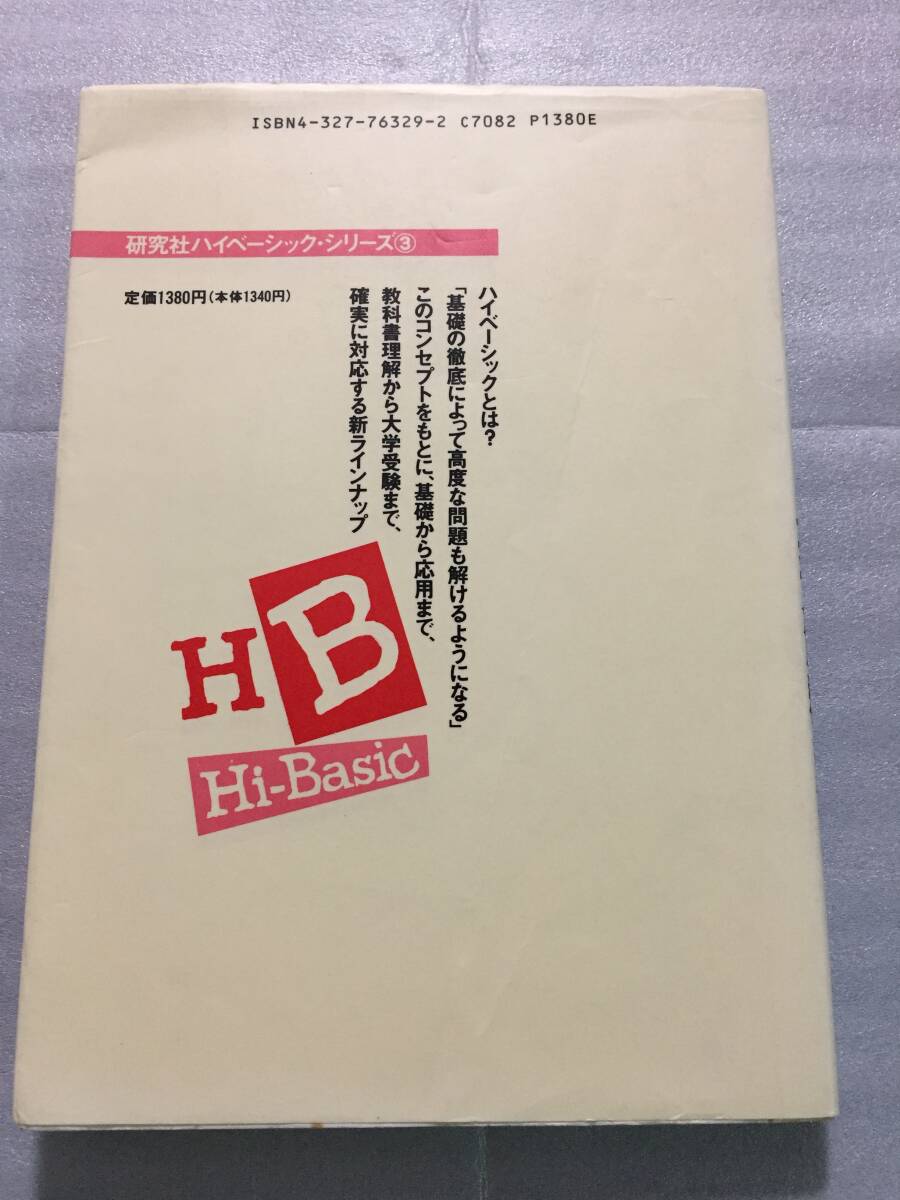 ISBN4-327-76329-2 C7082 P1380E
研究社ハイベーシック・シリーズ③
定価1380円(本体1340円)
ハイベーシックとは?
「基礎の徹底によって高度な問題も解けるようになる」
このコンセプトをもとに、基礎から応用まで、
教科書理解から大学受験まで、
確実に対応する新ラインナップ
HB
Hi-Basic